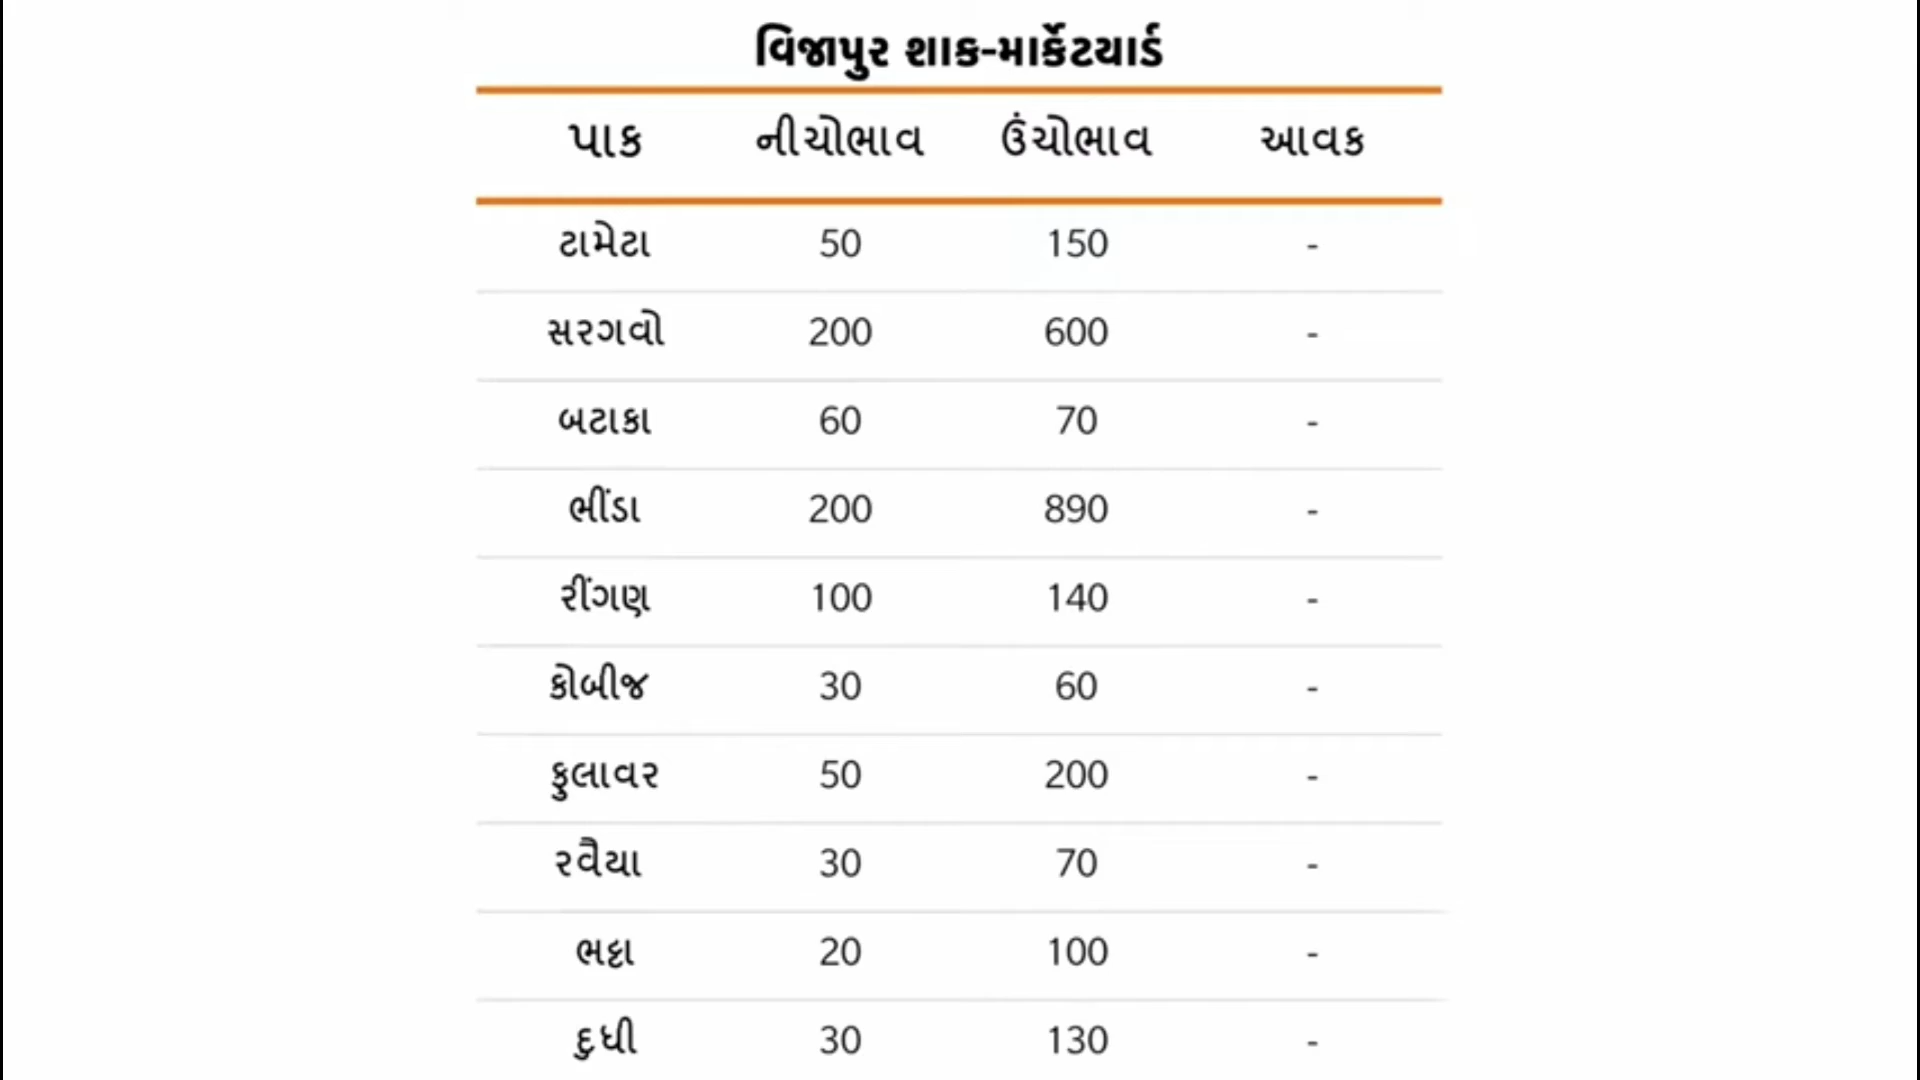 વિજાપુર શાક-માર્કેટયાર્ડ
પાક નીચોભાવ ઉંચોભાવ આવક
ટામેટા 50 150 -
સરગવો 200 600 -
બટાકા 60 70 -
ભીંડા 200 890 -
રીંગણ 100 140 -
કોબીજ 30 60 -
ફુલાવર 50 200 -
રવૈયા 30 70 -
ભટ્ટા 20 100 -
દુધી 30 130 -